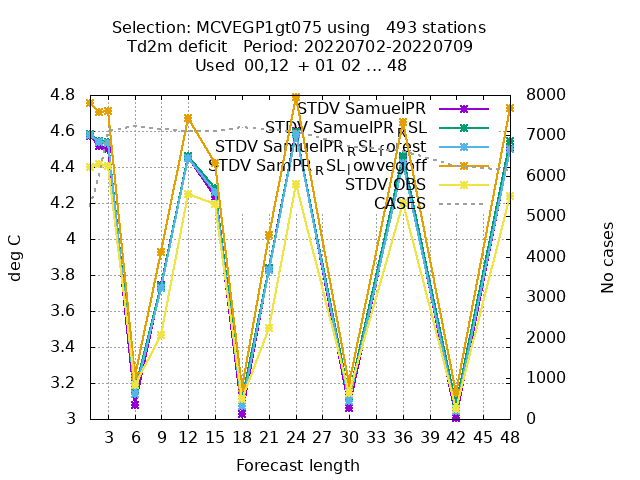 Selection: MCVEGP1gt075 using 493 stations
Td2m deficit Period: 20220702-20220709
Used 00,12 + 01 02 ... 48
4.8 8000
STDV SamuelPR
4.6 STDV SamuelPR_RSL 7000
STDV SamuelPR_RSL_forest
4.4 STDV SamPR_RSL_lowvegoff 6000
STDV OBS
4.2 CASES 5000
4 4000
3.8
3.6 3000
3.4 2000
3.2 1000
3 0
deg C
No cases
3 6 9 12 15 18 21 24 27 30 33 36 39 42 45 48
Forecast length